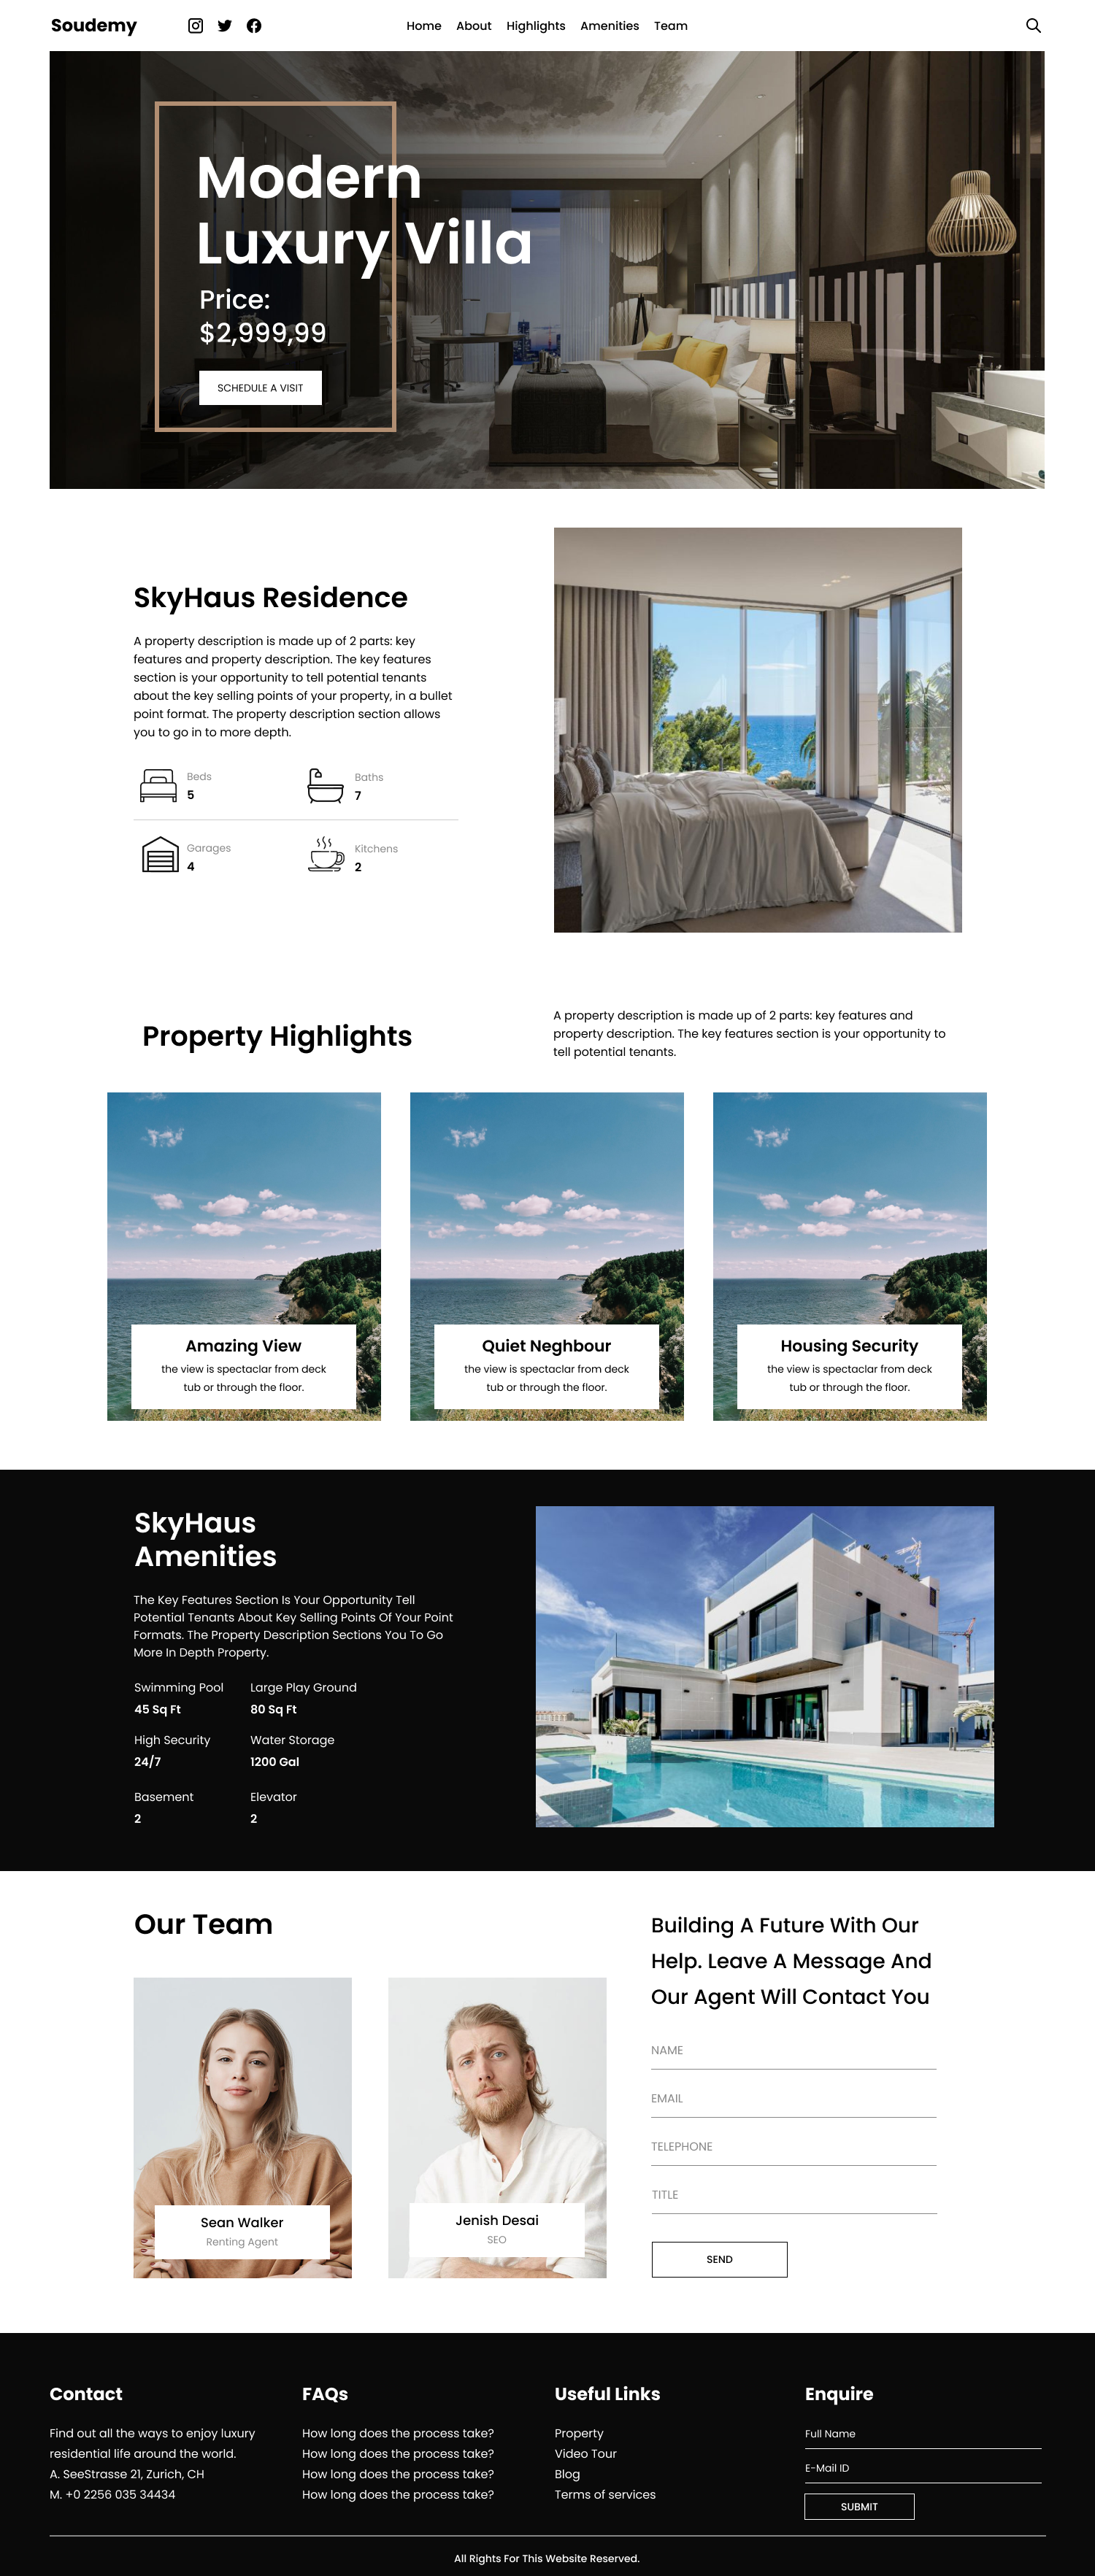 Soudemy
Home About Highlights Amenities Team
Modern
Luxury Villa
Price:
$2,999,99
SCHEDULE A VISIT
SkyHaus Residence
A property description is made up of 2 parts: key
features and property description. The key features
section is your opportunity to tell potential tenants
about the key selling points of your property, in a bullet
point format. The property description section allows
you to go in to more depth.
Beds
5
Baths
7
Garages
4
Kitchens
2
Property Highlights
A property description is made up of 2 parts: key features and
property description. The key features section is your opportunity to
tell potential tenants.
Amazing View
the view is spectaclar from deck
tub or through the floor.
Quiet Neghbour
the view is spectaclar from deck
tub or through the floor.
Housing Security
the view is spectaclar from deck
tub or through the floor.
SkyHaus
Amenities
The Key Features Section Is Your Opportunity Tell
Potential Tenants About Key Selling Points Of Your Point
Formats. The Property Description Sections You To Go
More In Depth Property.
Swimming Pool
45 Sq Ft
Large Play Ground
80 Sq Ft
High Security
24/7
Water Storage
1200 Gal
Basement
2
Elevator
2
Our Team
Sean Walker
Renting Agent
Jenish Desai
SEO
Building A Future With Our
Help. Leave A Message And
Our Agent Will Contact You
NAME
EMAIL
TELEPHONE
TITLE
SEND
Contact
Find out all the ways to enjoy luxury
residential life around the world.
A. SeeStrasse 21, Zurich, CH
M. +0 2256 035 34434
FAQs
How long does the process take?
How long does the process take?
How long does the process take?
How long does the process take?
Useful Links
Property
Video Tour
Blog
Terms of services
Enquire
Full Name
E-Mail ID
SUBMIT
All Rights For This Website Reserved.